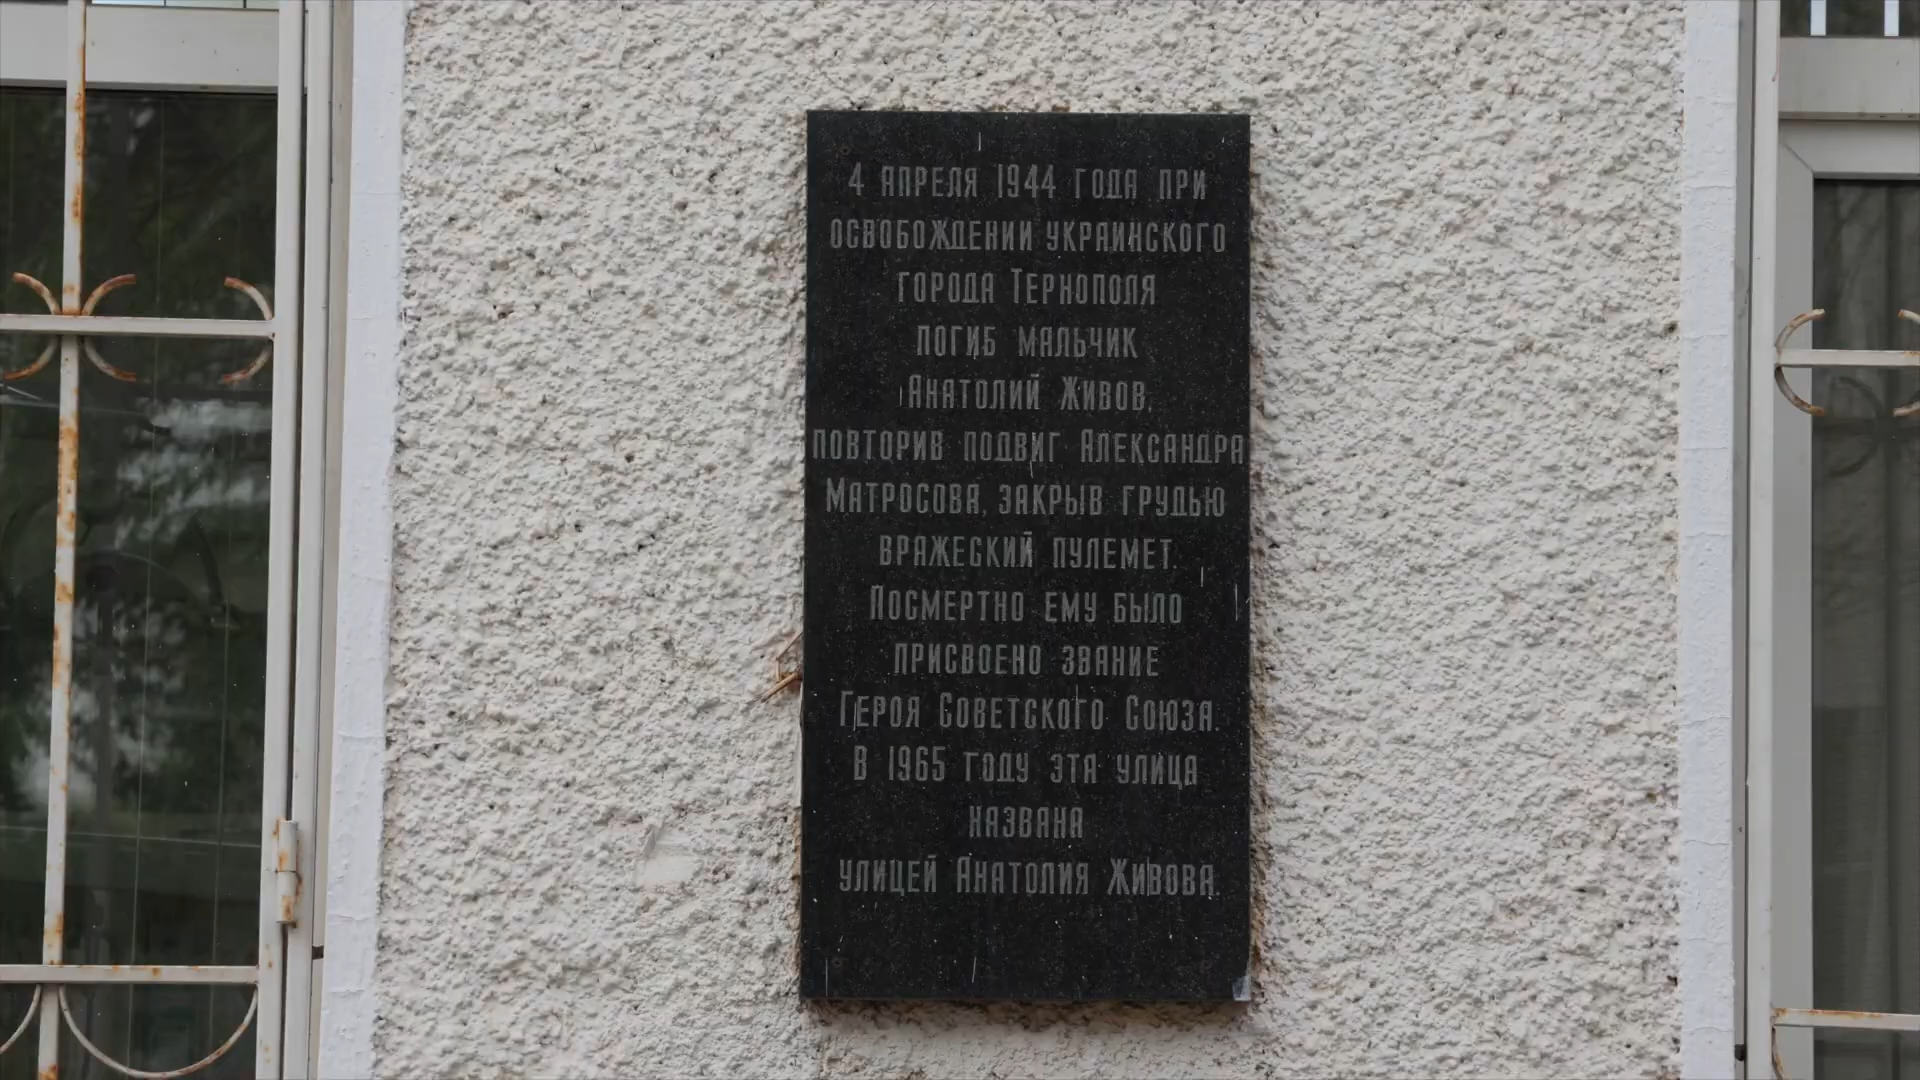 4 АПРЕЛЯ 1944 ГОДА ПРИ
ОСВОБОЖДЕНИИ УКРАИНСКОГО
ГОРОДА ТЕРНОПОЛЯ
ПОГИБ МАЛЬЧИК
АНАТОЛИЙ ЖИВОВ,
ПОВТОРИВ ПОДВИГ АЛЕКСАНДРА
МАТРОСОВА, ЗАКРЫВ ГРУДЬЮ
ВРАЖЕСКИЙ ПУЛЕМЕТ.
ПОСМЕРТНО ЕМУ БЫЛО
ПРИСВОЕНО ЗВАНИЕ
ГЕРОЯ СОВЕТСКОГО СОЮЗА.
В 1965 ГОДУ ЭТА УЛИЦА
НАЗВАНА
УЛИЦЕЙ АНАТОЛИЯ ЖИВОВА.